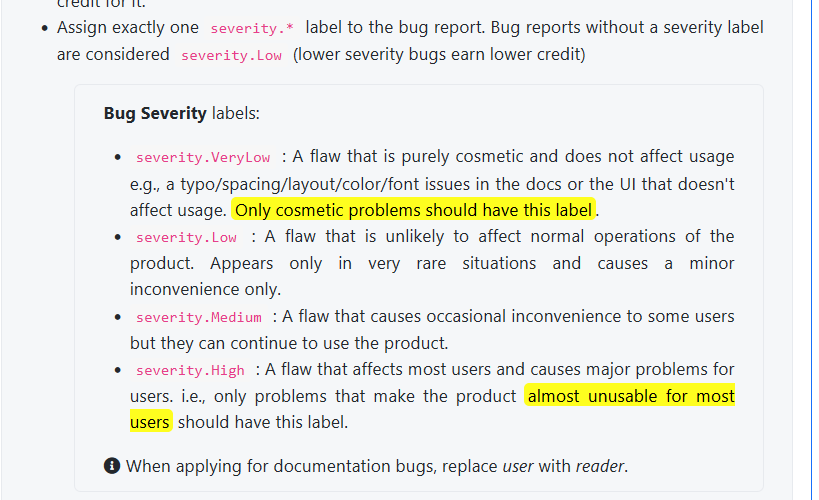 credit for it.
• Assign exactly one severity.* label to the bug report. Bug reports without a severity label
are considered severity.Low (lower severity bugs earn lower credit)
Bug Severity labels:
• severity.VeryLow : A flaw that is purely cosmetic and does not affect usage
e.g., a typo/spacing/layout/color/font issues in the docs or the UI that doesn't
affect usage. Only cosmetic problems should have this label.
• severity.Low : A flaw that is unlikely to affect normal operations of the
product. Appears only in very rare situations and causes a minor
inconvenience only.
• severity.Medium : A flaw that causes occasional inconvenience to some users
but they can continue to use the product.
• severity.High : A flaw that affects most users and causes major problems for
users. i.e., only problems that make the product almost unusable for most
users should have this label.
When applying for documentation bugs, replace user with reader.